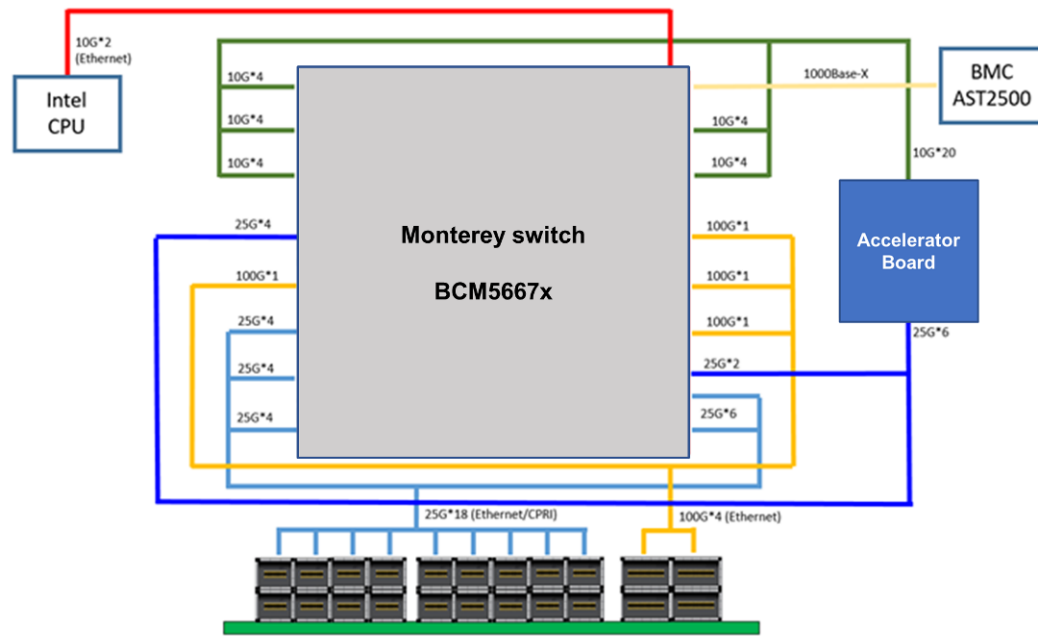 10G*2
(Ethernet)
Intel
CPU
10G*4
10G*4
10G*4
1000Base-X
BMC
AST2500
10G*4
10G*4
10G*20
Monterey switch
BCM5667x
Accelerator
Board
25G*4
100G*1
25G*4
25G*4
25G*4
100G*1
100G*1
100G*1
25G*2
25G*6
25G*6
25G*18 (Ethernet/CPRI)
100G*4 (Ethernet)